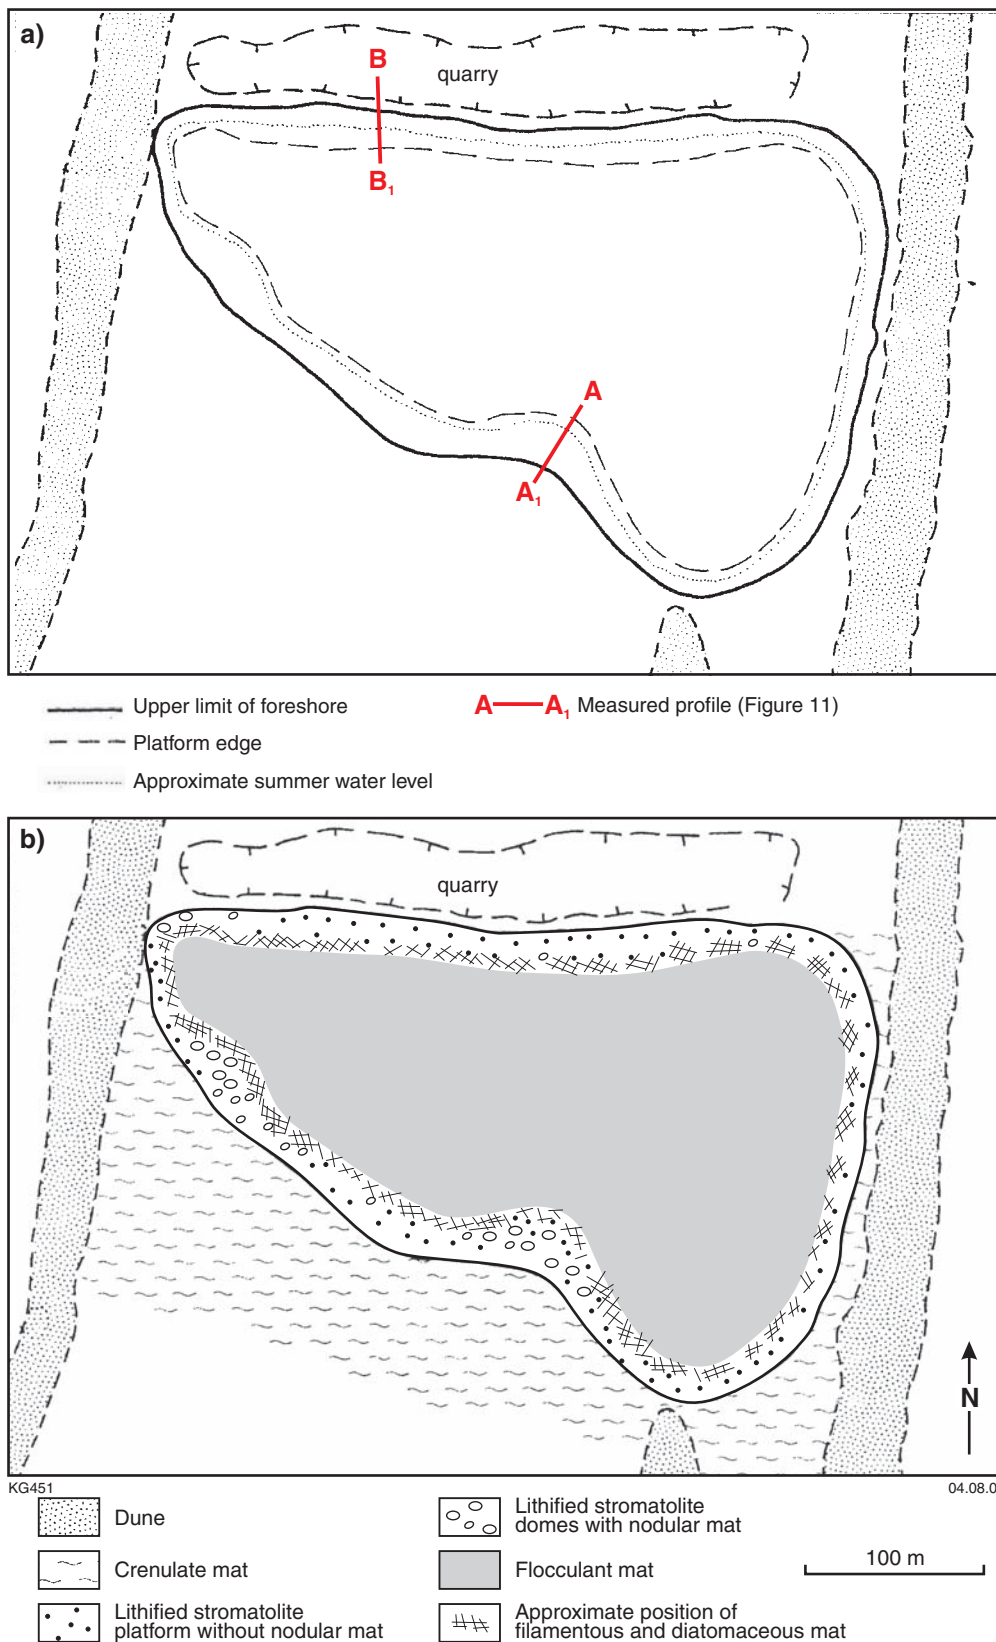 a)
B
quarry
B1
A
A1
Upper limit of foreshore
A A1 Measured profile (Figure 11)
Platform edge
Approximate summer water level
b)
quarry
N
KG451
04.08.0
Dune
Lithified stromatolite
domes with nodular mat
Crenulate mat
Flocculant mat
100 m
Lithified stromatolite
platform without nodular mat
Approximate position of
filamentous and diatomaceous mat